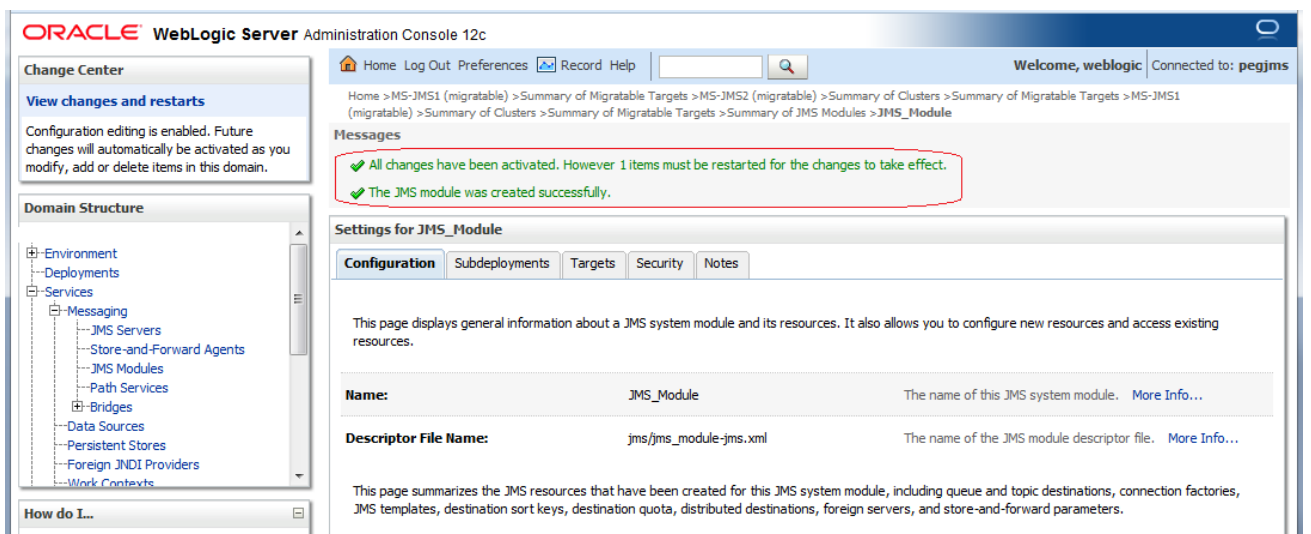 ORACLE WebLogic Server Administration Console 12c
Change Center
View changes and restarts
Configuration editing is enabled. Future
changes will automatically be activated as you
modify, add or delete items in this domain.
Domain Structure
Environment
Deployments
Services
Messaging
JMS Servers
Store-and-Forward Agents
JMS Modules
Path Services
Bridges
Data Sources
Persistent Stores
Foreign JNDI Providers
Work Contexts
How do I...
Home Log Out Preferences Record Help
Welcome, weblogic Connected to: pegjms
Home >MS-JMS1 (migratable) >Summary of Migratable Targets >MS-JMS2 (migratable) >Summary of Clusters >Summary of Migratable Targets >MS-JMS1
(migratable) >Summary of Clusters >Summary of Migratable Targets >Summary of JMS Modules >JMS_Module
Messages
All changes have been activated. However 1 items must be restarted for the changes to take effect.
The JMS module was created successfully.
Settings for JMS_Module
Configuration Subdeployments Targets Security Notes
This page displays general information about a JMS system module and its resources. It also allows you to configure new resources and access existing
resources.
Name: JMS_Module The name of this JMS system module. More Info...
Descriptor File Name: jms/jms_module-jms.xml The name of the JMS module descriptor file. More Info...
This page summarizes the JMS resources that have been created for this JMS system module, including queue and topic destinations, connection factories,
JMS templates, destination sort keys, destination quota, distributed destinations, foreign servers, and store-and-forward parameters.